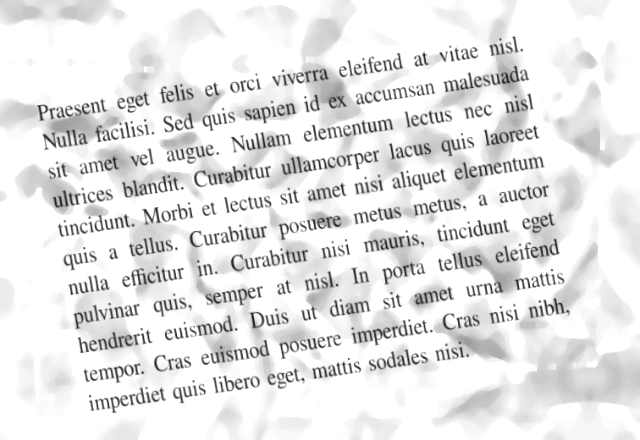 Praesent eget felis et orci viverra eleifend at vitae nisl.
Nulla facilisi. Sed quis sapien id ex accumsan malesuada
sit amet vel augue. Nullam elementum lectus nec nisl
ultrices blandit. Curabitur ullamcorper lacus quis laoreet
tincidunt. Morbi et lectus sit amet nisi aliquet elementum
quis a tellus. Curabitur posuere metus metus, a auctor
nulla efficitur in. Curabitur nisi mauris, tincidunt eget
pulvinar quis, semper at nisl. In porta tellus eleifend
hendrerit euismod. Duis ut diam sit amet urna mattis
tempor. Cras euismod posuere imperdiet. Cras nisi nibh,
imperdiet quis libero eget, mattis sodales nisi.